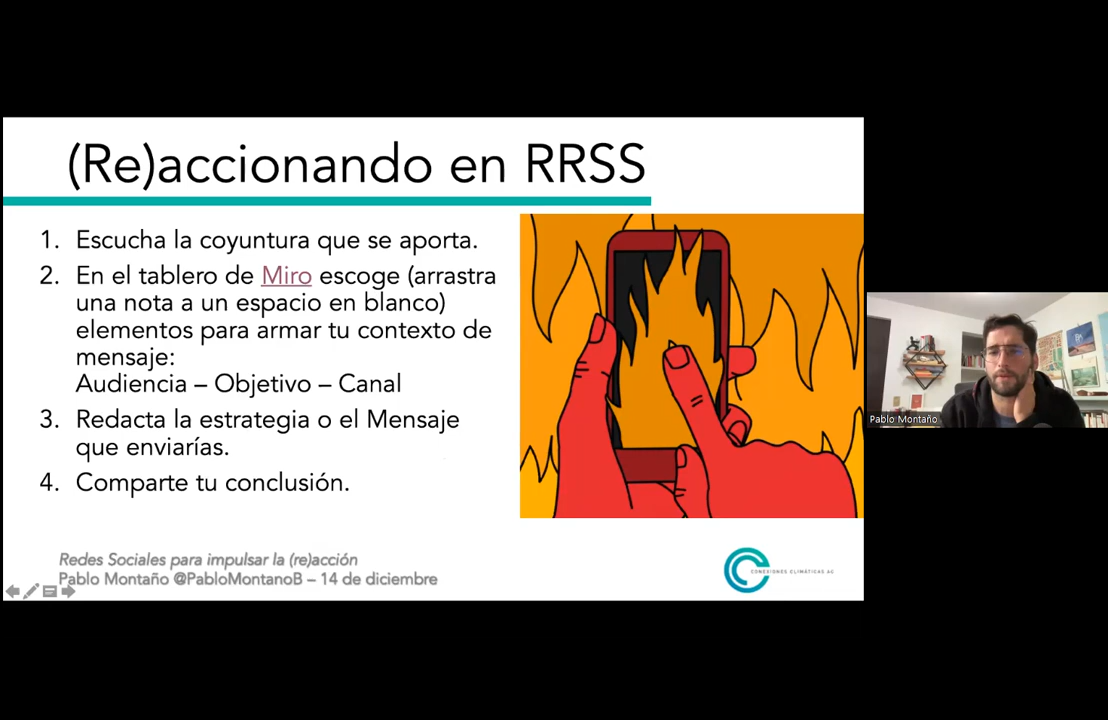 (Re)accionando en RRSS
1. Escucha la coyuntura que se aporta.
2. En el tablero de Miro escoge (arrastra
una nota a un espacio en blanco)
elementos para armar tu contexto de
mensaje:
Audiencia – Objetivo – Canal
3. Redacta la estrategia o el Mensaje
que enviarías.
4. Comparte tu conclusión.
Redes Sociales para impulsar la (re)acción
Pablo Montaño @PabloMontanoB – 14 de diciembre
CONEXIONES CLIMÁTICAS AC
Pablo Montaño